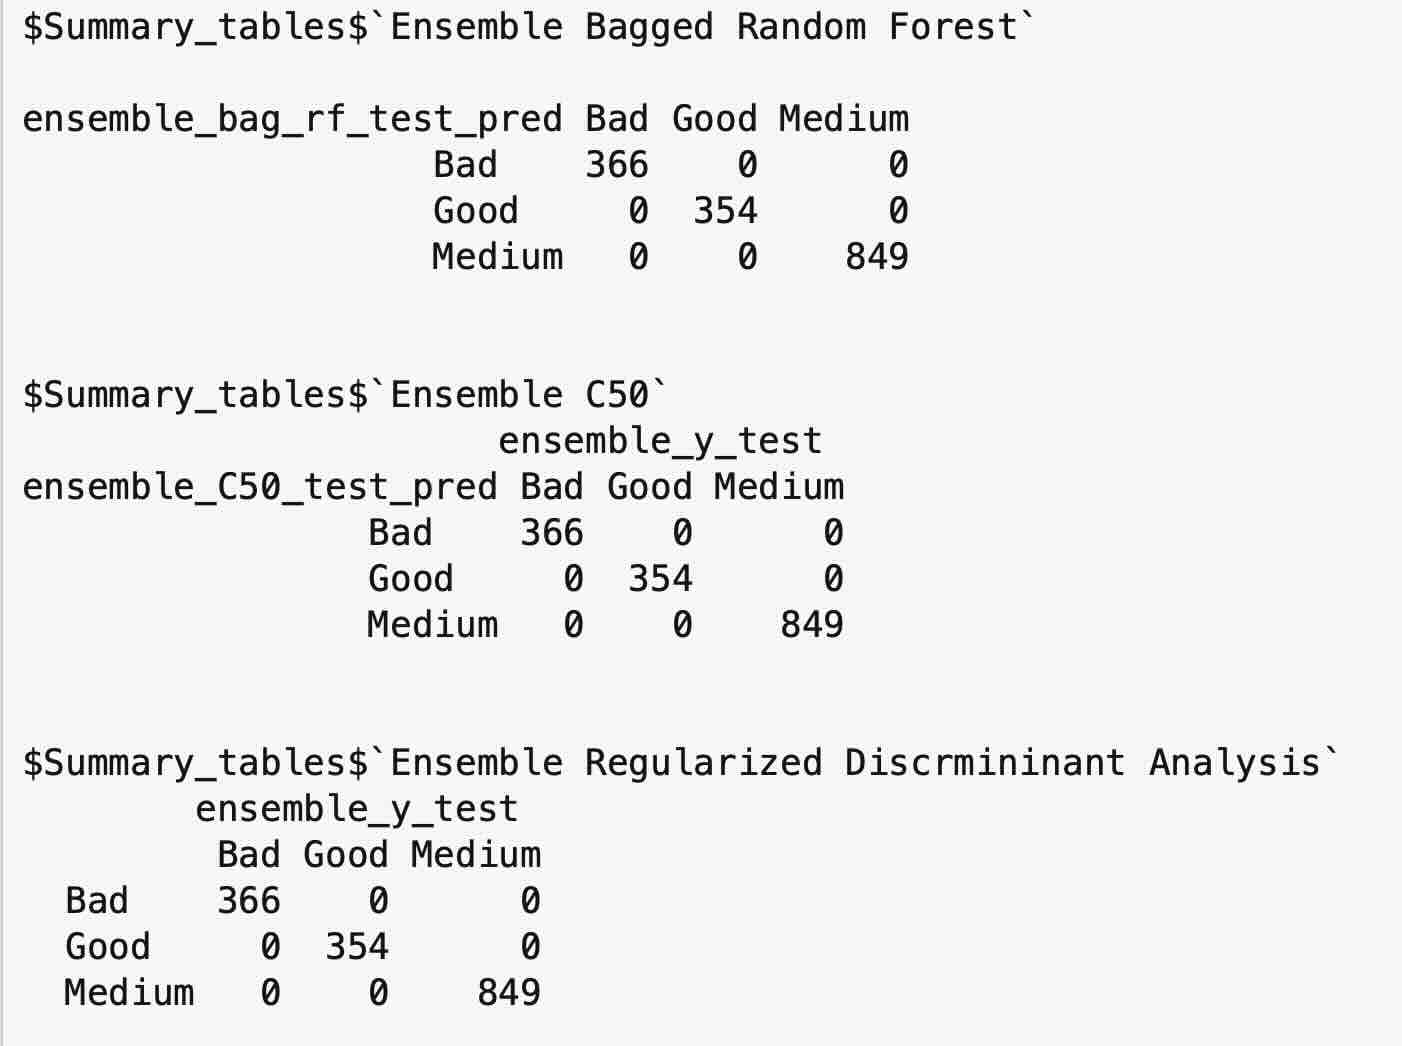 $Summary_tables$`Ensemble Bagged Random Forest`
ensemble_bag_rf_test_pred Bad Good Medium
Bad 366 0 0
Good 0 354 0
Medium 0 0 849
$Summary_tables$`Ensemble C50`
ensemble_y_test
ensemble_C50_test_pred Bad Good Medium
Bad 366 0 0
Good 0 354 0
Medium 0 0 849
$Summary_tables$`Ensemble Regularized Discrmininant Analysis`
ensemble_y_test
Bad Good Medium
Bad 366 0 0
Good 0 354 0
Medium 0 0 849